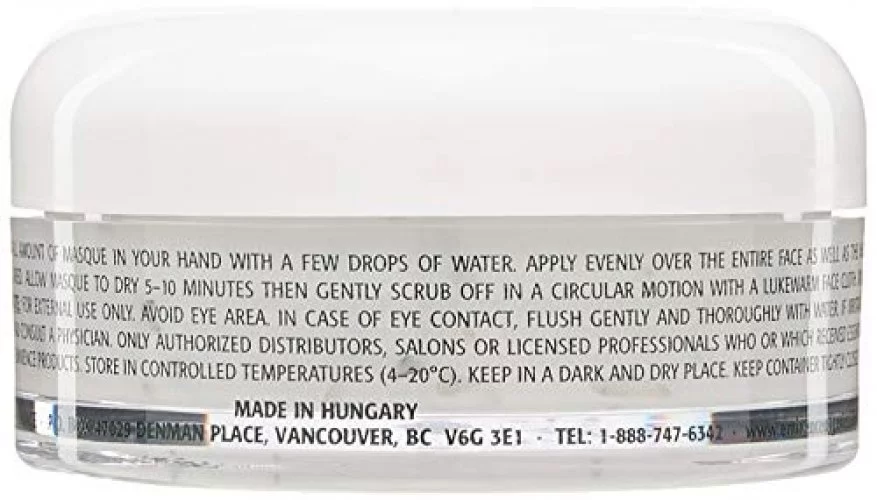 AMOUNT OF MASQUE IN YOUR HAND WITH A FEW DROPS OF WATER. APPLY EVENLY OVER THE ENTIRE FACE AS WELL AS THE
ALLOW MASQUE TO DRY 5–10 MINUTES THEN GENTLY SCRUB OFF IN A CIRCULAR MOTION WITH A LUKEWARM FACE CLOTH.
FOR EXTERNAL USE ONLY. AVOID EYE AREA. IN CASE OF EYE CONTACT, FLUSH GENTLY AND THOROUGHLY WITH WATER. IF
CONSULT A PHYSICIAN. ONLY AUTHORIZED DISTRIBUTORS, SALONS OR LICENSED PROFESSIONALS WHO OR WHICH
PRODUCTS. STORE IN CONTROLLED TEMPERATURES (4–20°C). KEEP IN A DARK AND DRY PLACE. KEEP CONTAINER TIGHTLY
MADE IN HUNGARY
DENMAN PLACE, VANCOUVER, BC V6G 3E1 · TEL: 1-888-747-6342 ·